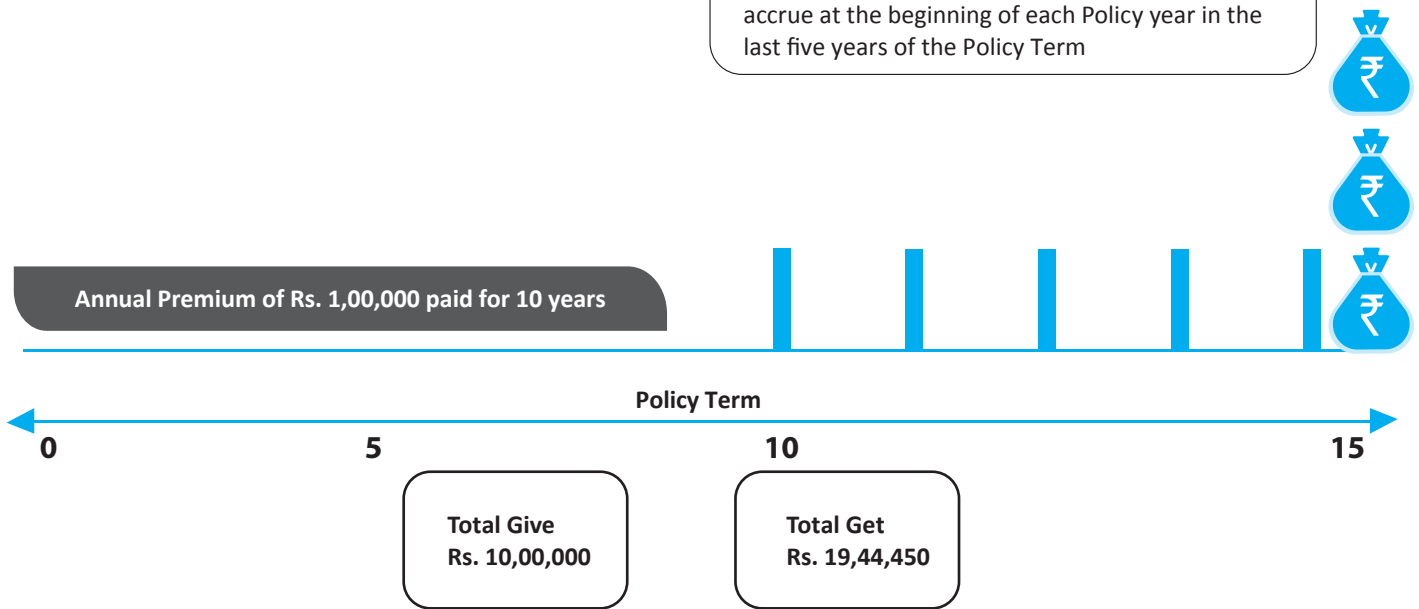 accrue at the beginning of each Policy year in the
last five years of the Policy Term
₹
₹
₹
Annual Premium of Rs. 1,00,000 paid for 10 years
Policy Term
0 5 10 15
Total Give
Rs. 10,00,000
Total Get
Rs. 19,44,450